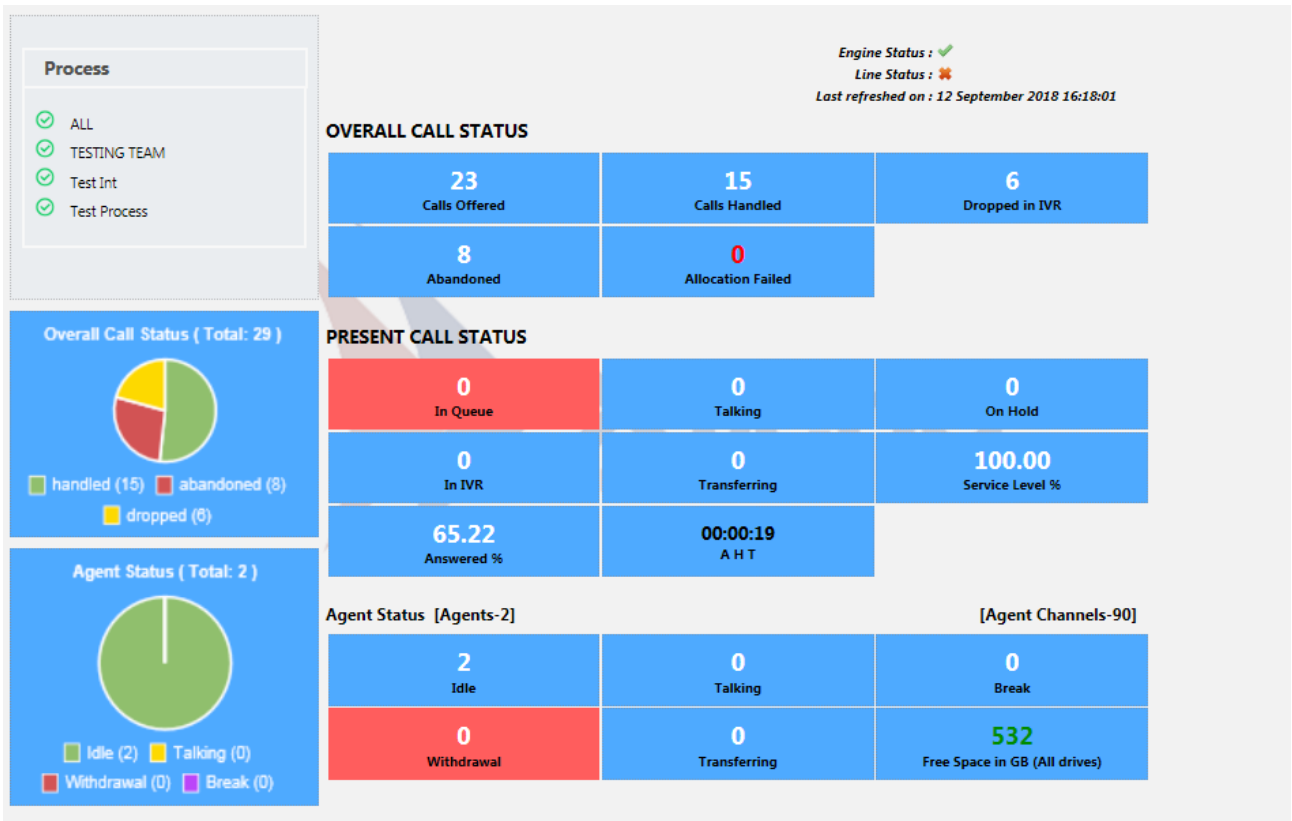 Process
ALL
TESTING TEAM
Test Int
Test Process
Engine Status :
Line Status :
Last refreshed on : 12 September 2018 16:18:01
OVERALL CALL STATUS
23
Calls Offered
15
Calls Handled
6
Dropped in IVR
8
Abandoned
0
Allocation Failed
Overall Call Status ( Total: 29 )
handled (15) abandoned (8)
dropped (6)
PRESENT CALL STATUS
0
In Queue
0
Talking
0
On Hold
0
In IVR
0
Transferring
100.00
Service Level %
65.22
Answered %
00:00:19
A H T
Agent Status ( Total: 2 )
Idle (2) Talking (0)
Withdrawal (0) Break (0)
Agent Status [Agents-2] [Agent Channels-90]
2
Idle
0
Talking
0
Break
0
Withdrawal
0
Transferring
532
Free Space in GB (All drives)